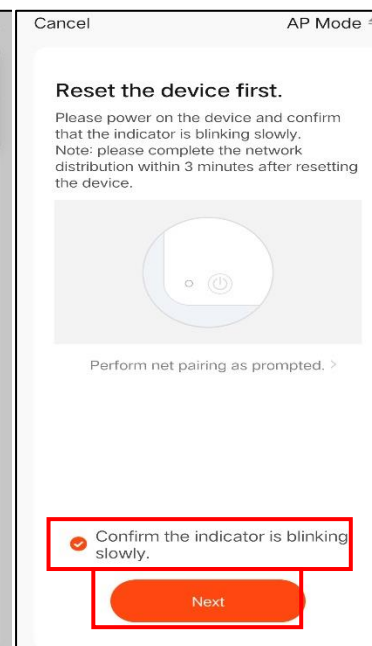 Cancel
AP Mode
Reset the device first.
Please power on the device and confirm
that the indicator is blinking slowly.
Note: please complete the network
distribution within 3 minutes after resetting
the device.
Perform net pairing as prompted. >
Confirm the indicator is blinking
slowly.
Next